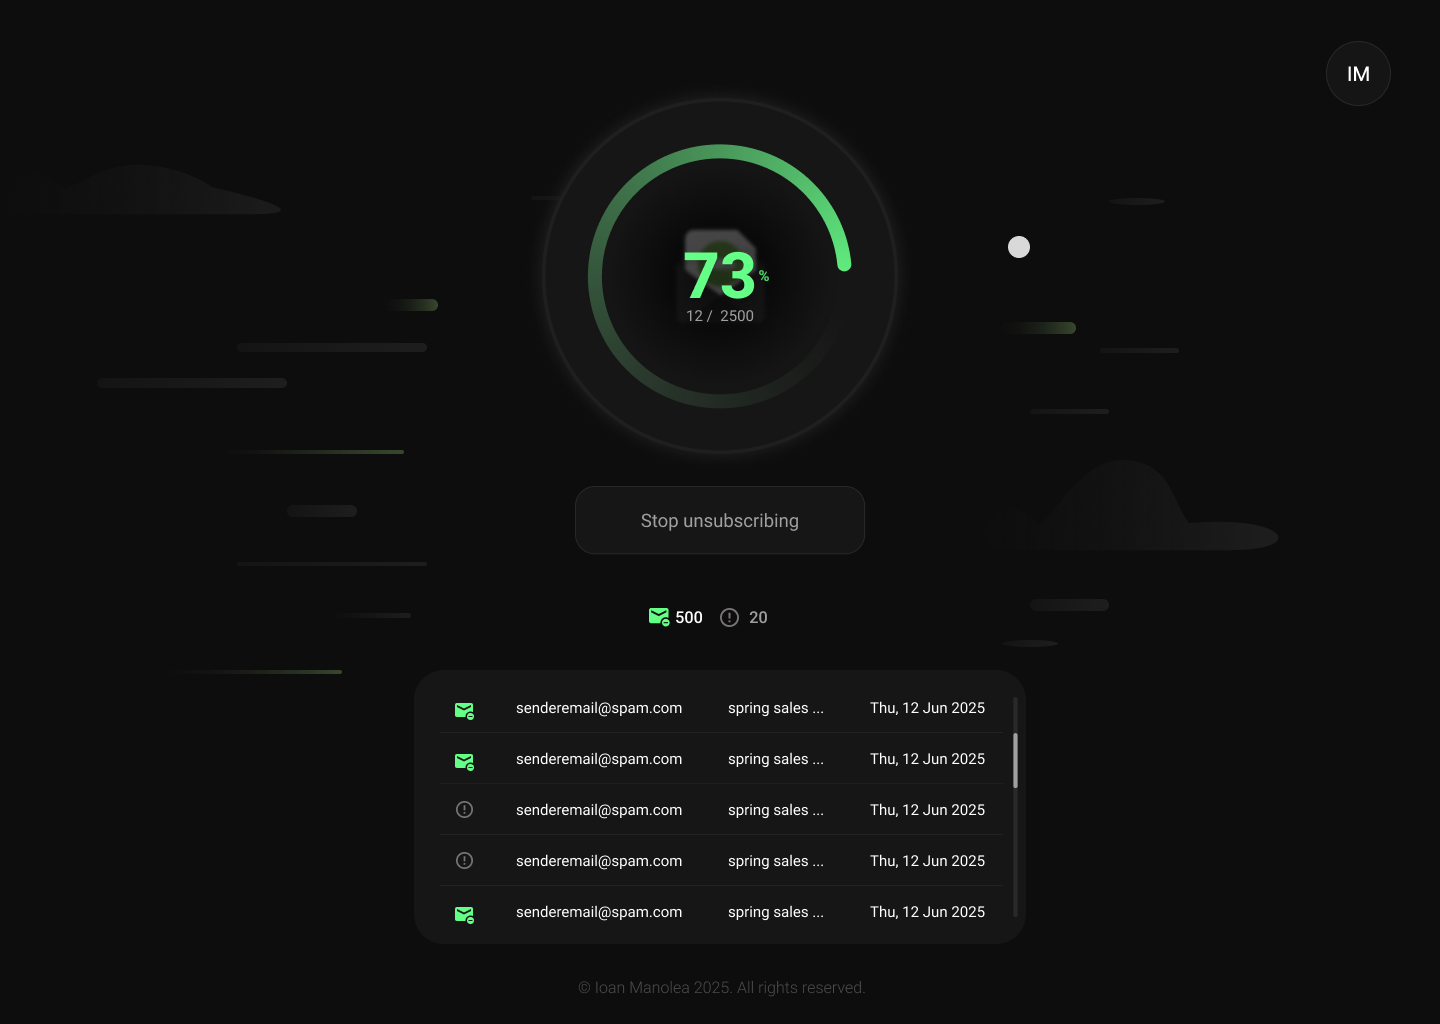 IM
73%
12 / 2500
Stop unsubscribing
500 20
senderemail@spam.com spring sales ... Thu, 12 Jun 2025
senderemail@spam.com spring sales ... Thu, 12 Jun 2025
senderemail@spam.com spring sales ... Thu, 12 Jun 2025
senderemail@spam.com spring sales ... Thu, 12 Jun 2025
senderemail@spam.com spring sales ... Thu, 12 Jun 2025
© Ioan Manolea 2025. All rights reserved.